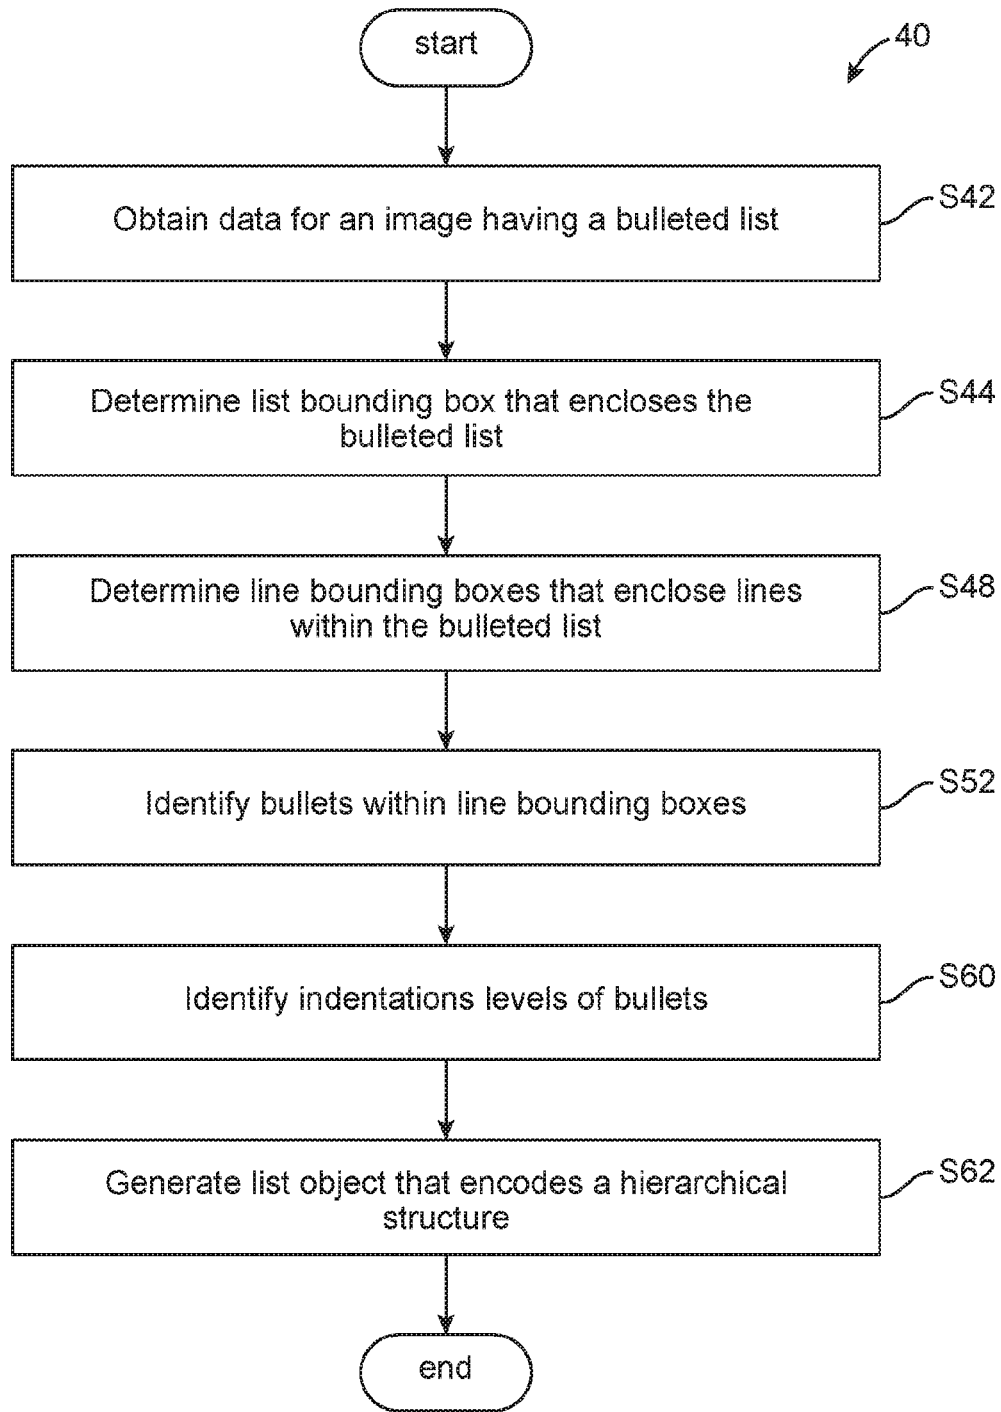 start
40
Obtain data for an image having a bulleted list
S42
Determine list bounding box that encloses the
bulleted list
S44
Determine line bounding boxes that enclose lines
within the bulleted list
S48
Identify bullets within line bounding boxes
S52
Identify indentations levels of bullets
S60
Generate list object that encodes a hierarchical
structure
S62
end